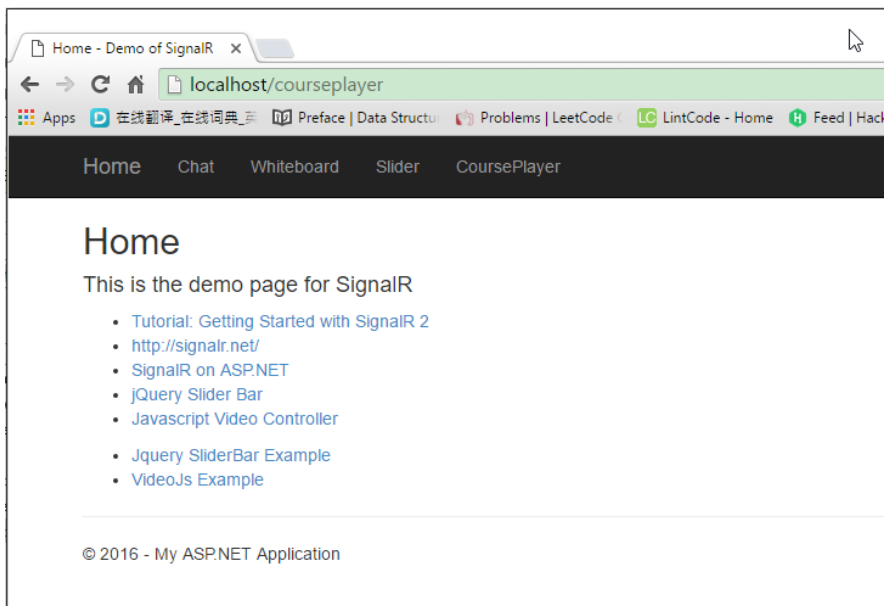 Home - Demo of SignalR
localhost/courseplayer
Apps 在线翻译_在线词典_英 Preface | Data Structu Problems | LeetCode LintCode - Home Feed | Hack
Home Chat Whiteboard Slider CoursePlayer
Home
This is the demo page for SignalR
Tutorial: Getting Started with SignalR 2
http://signalr.net/
SignalR on ASP.NET
jQuery Slider Bar
Javascript Video Controller
Jquery SliderBar Example
VideoJs Example
© 2016 - My ASP.NET Application